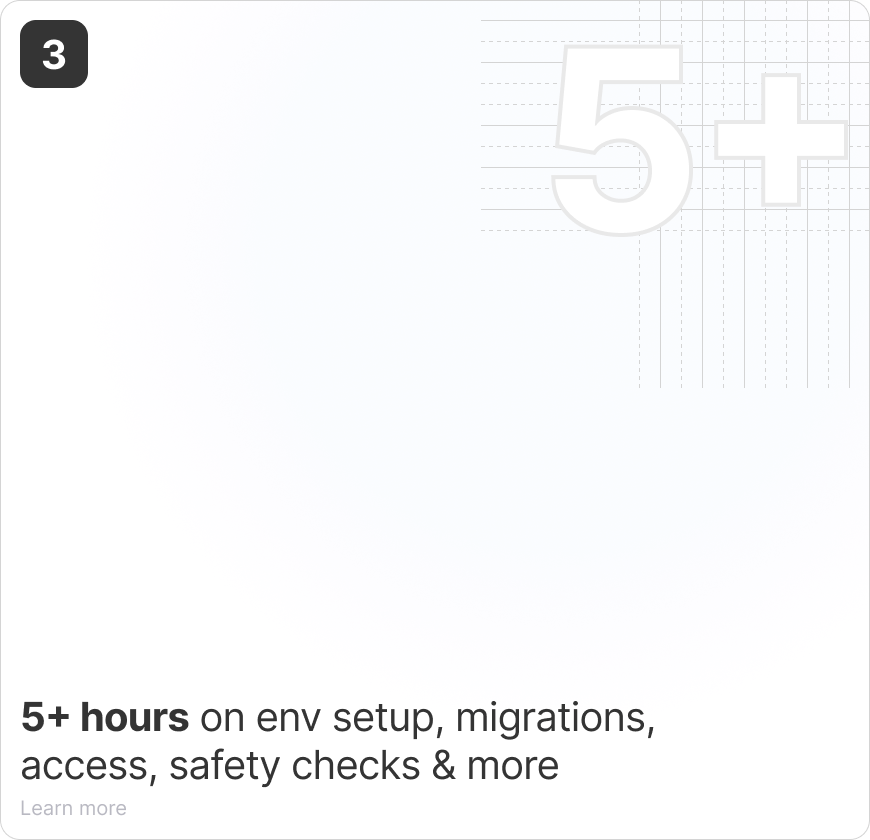 3
5+
5+ hours on env setup, migrations,
access, safety checks & more
Learn more